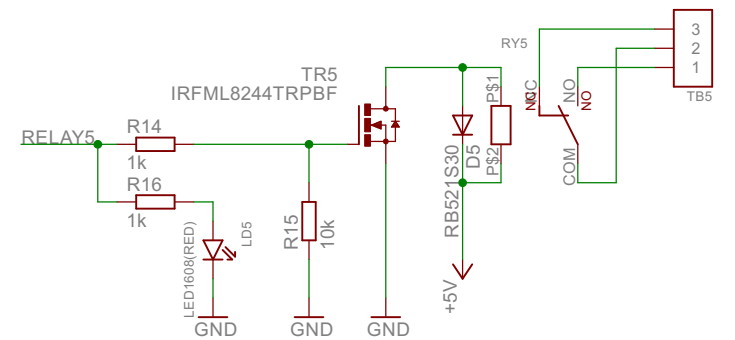 RY5
3
2
1
TB5
TR5
IRFML8244TRPBF
P$1
P$2
NC
NO
NO
COM
RB521S30
D5
RELAY5
R14
1k
R16
1k
LED1608(RED)
LD5
R15
10k
+5V
GND
GND
GND